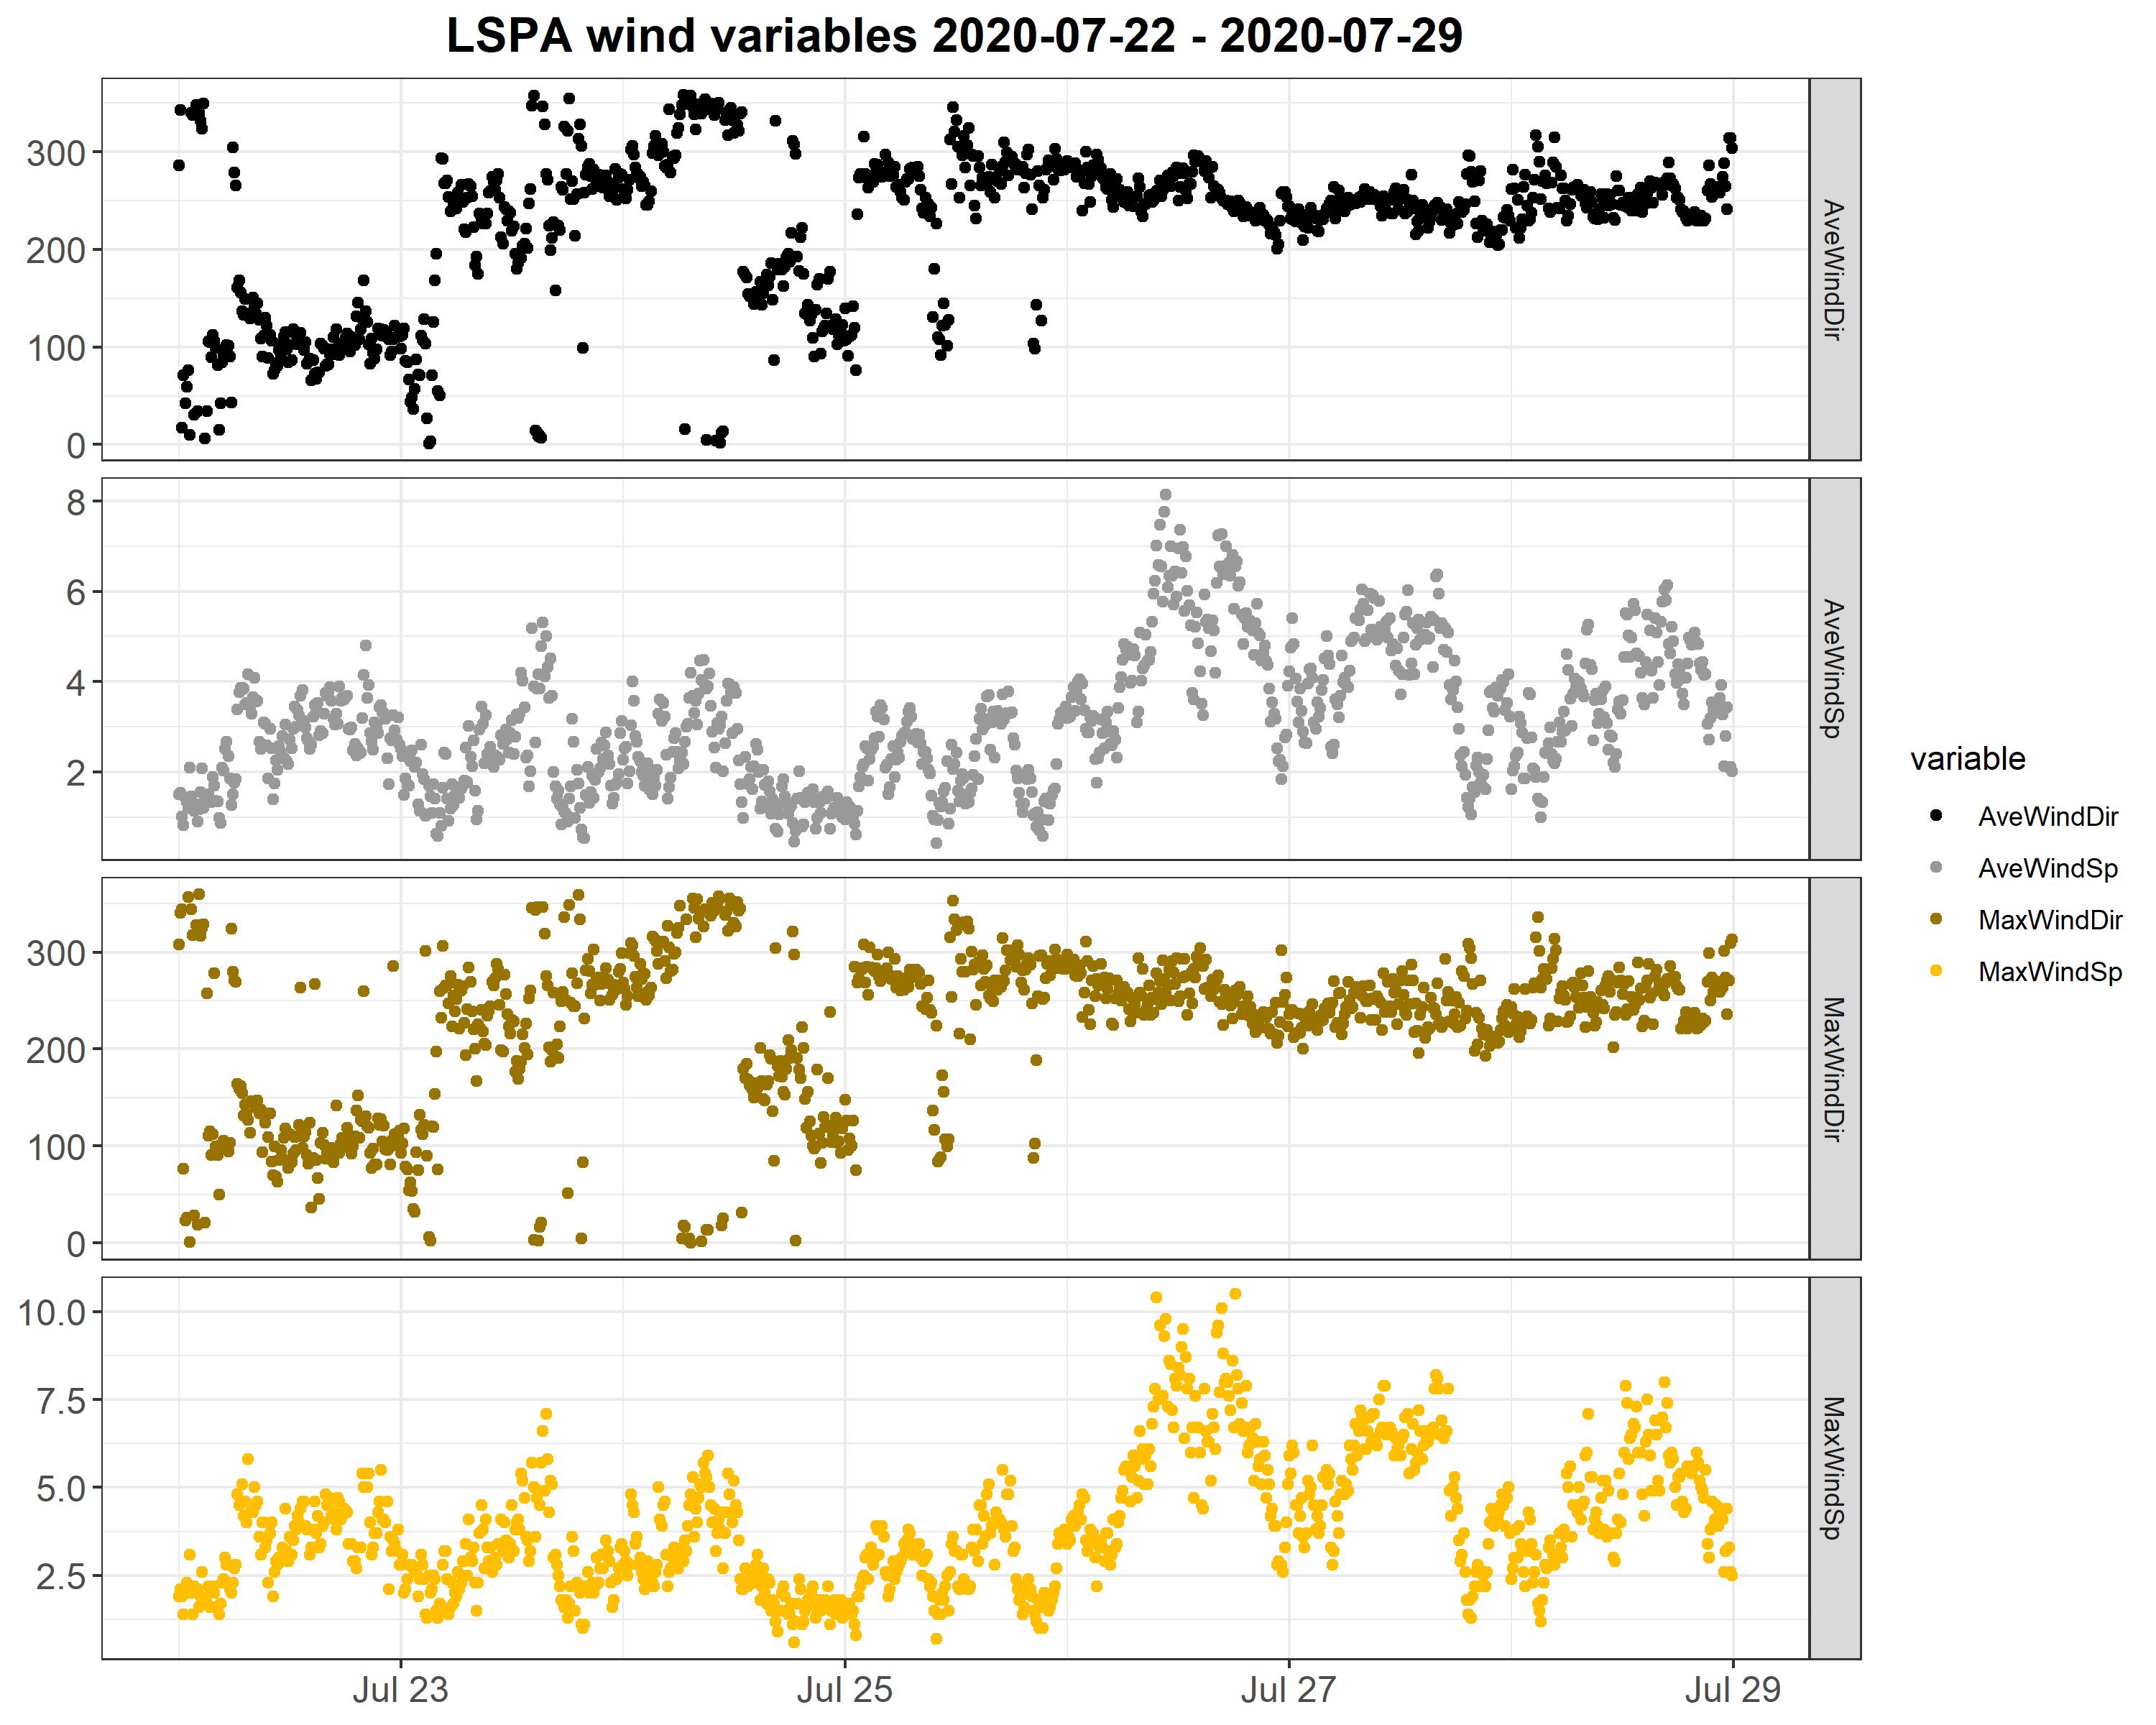 LSPA wind variables 2020-07-22 - 2020-07-29
300
200
100
0
AveWindDir
8
6
4
2
AveWindSp
300
200
100
0
MaxWindDir
10.0
7.5
5.0
2.5
MaxWindSp
Jul 23 Jul 25 Jul 27 Jul 29
variable
AveWindDir
AveWindSp
MaxWindDir
MaxWindSp